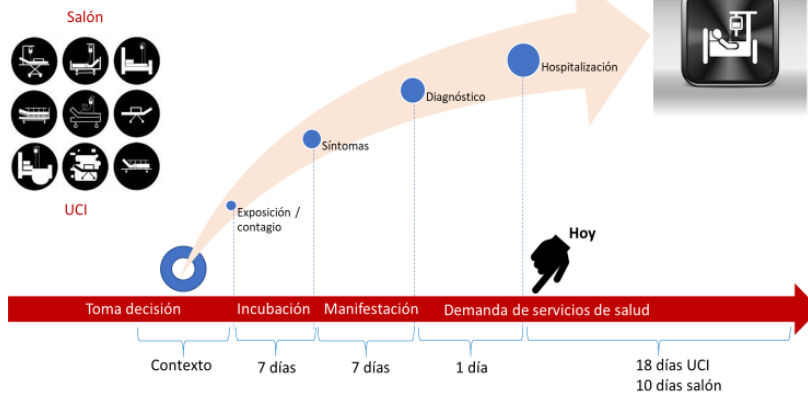 Salón
UCI
Hospitalización
Diagnóstico
Síntomas
Exposición /
contagio
Hoy
Toma decisión
Incubación
Manifestación
Demanda de servicios de salud
Contexto
7 días
7 días
1 día
18 días UCI
10 días salón